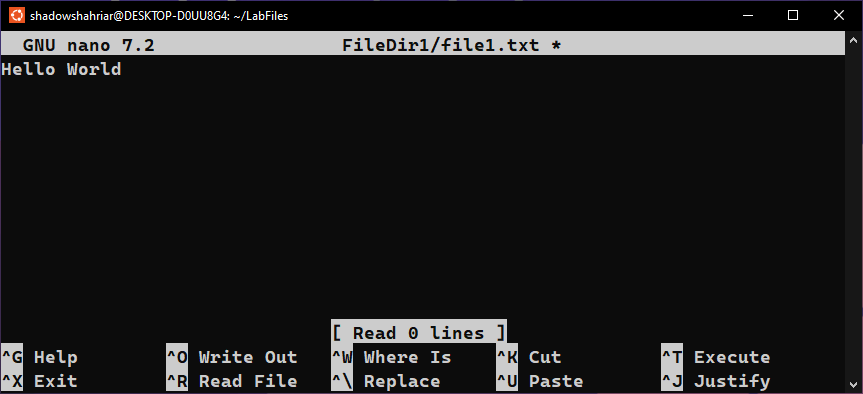 shadowshahriar@DESKTOP-D0UU8G4: ~/LabFiles
GNU nano 7.2 FileDir1/file1.txt *
Hello World
[ Read 0 lines ]
^G Help ^O Write Out ^W Where Is ^K Cut ^T Execute
^X Exit ^R Read File ^\ Replace ^U Paste ^J Justify